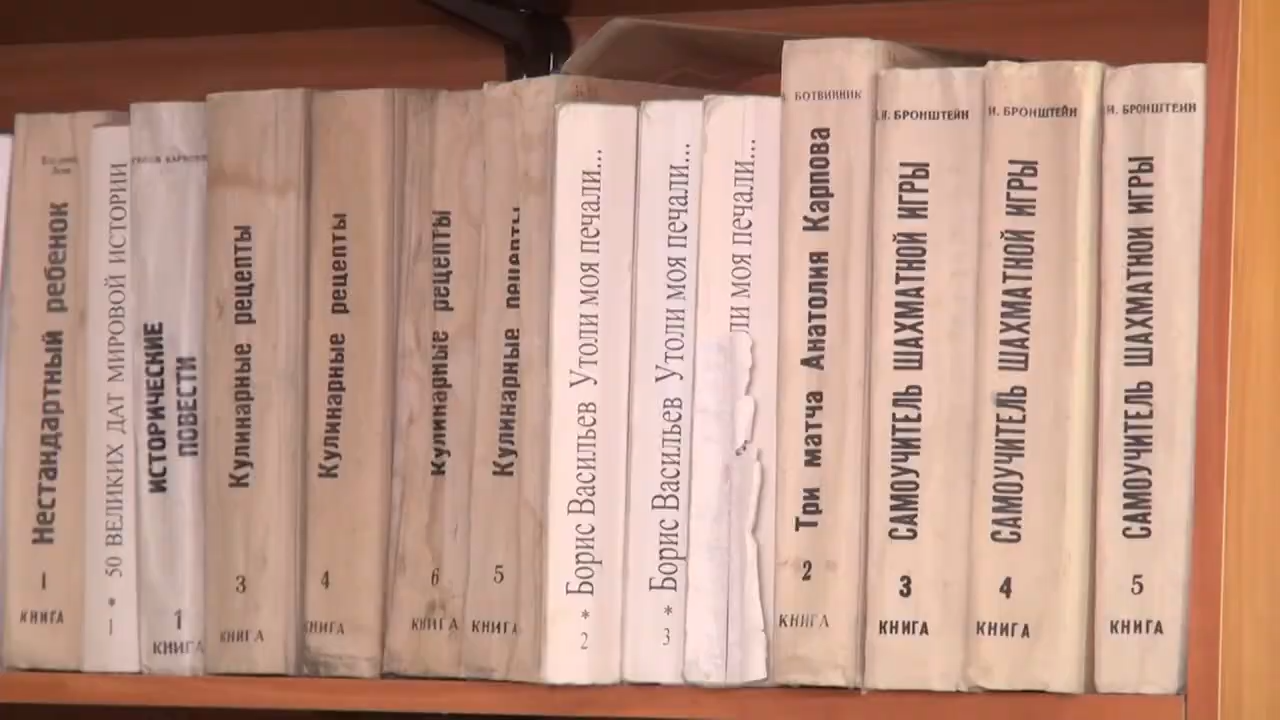 Нестандартный ребенок
1
КНИГА
50 ВЕЛИКИХ ДАТ МИРОВОЙ ИСТОРИИ
* 1
ИСТОРИЧЕСКИЕ
ПОВЕСТИ
1
КНИГА
Кулинарные рецепты
3
КНИГА
Кулинарные рецепты
4
КНИГА
Кулинарные рецепты
6
КНИГА
Кулинарные рецепты
5
КНИГА
Борис Васильев Утоли моя печали...
* 2
Борис Васильев Утоли моя печали...
* 3
ли моя печали...
БОТВИННИК
Три матча Анатолия Карпова
2
КНИГА
И. БРОНШТЕЙН
САМОУЧИТЕЛЬ ШАХМАТНОЙ ИГРЫ
3
КНИГА
И. БРОНШТЕЙН
САМОУЧИТЕЛЬ ШАХМАТНОЙ ИГРЫ
4
КНИГА
И. БРОНШТЕЙН
САМОУЧИТЕЛЬ ШАХМАТНОЙ ИГРЫ
5
КНИГА